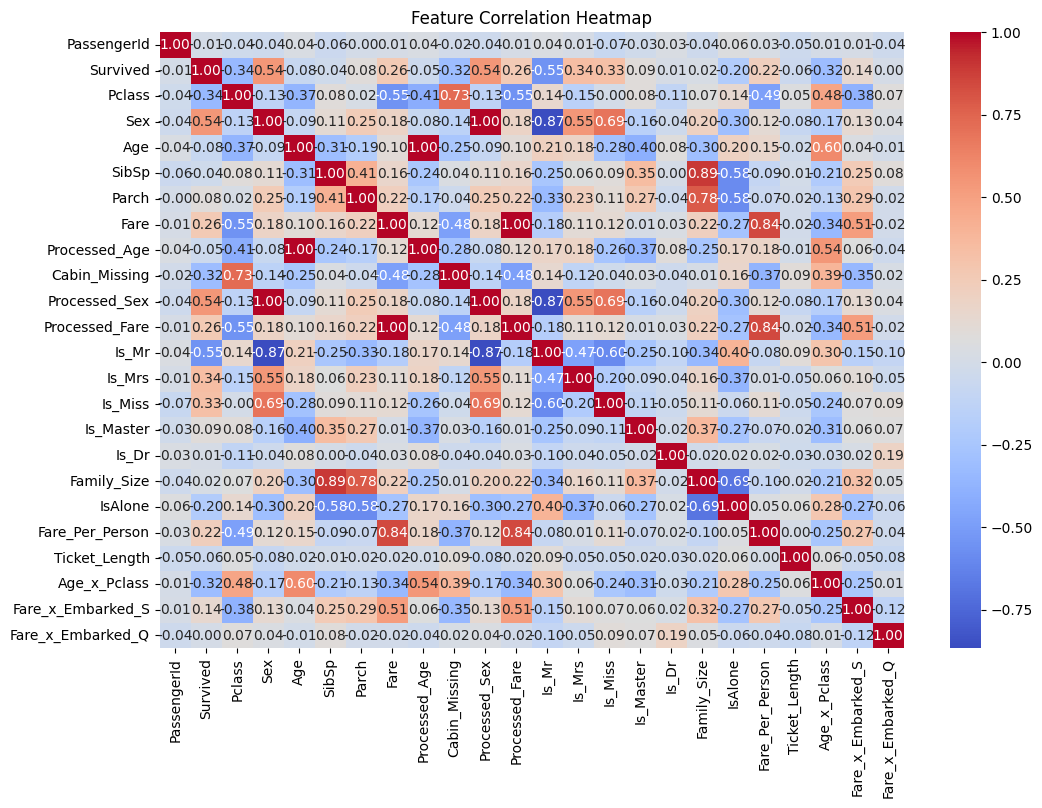 Feature Correlation Heatmap
PassengerId 1.00 -0.01 -0.04 -0.04 0.04 -0.06 -0.00 0.01 0.04 -0.02 -0.04 0.01 0.04 0.01 -0.07 -0.03 0.03 -0.04 0.06 0.03 -0.05 0.01 0.01 -0.04
Survived -0.01 1.00 -0.34 0.54 -0.08 -0.04 0.08 0.26 -0.05 -0.32 0.54 0.26 -0.55 0.34 0.33 0.09 0.01 0.02 -0.20 0.22 -0.06 -0.32 0.14 0.00
Pclass -0.04 -0.34 1.00 -0.13 -0.37 0.08 0.02 -0.55 -0.41 0.73 -0.13 -0.55 0.14 -0.15 -0.00 0.08 -0.11 0.07 0.14 -0.49 0.05 0.48 -0.38 0.07
Sex -0.04 0.54 -0.13 1.00 -0.09 0.11 0.25 0.18 -0.08 -0.14 1.00 0.18 -0.87 0.55 0.69 -0.16 -0.04 0.20 -0.30 0.12 -0.08 -0.17 0.13 0.04
Age 0.04 -0.08 -0.37 -0.09 1.00 -0.31 -0.19 0.10 1.00 -0.25 -0.09 0.10 0.21 0.18 -0.28 -0.40 0.08 -0.30 0.20 0.15 -0.02 0.60 0.04 -0.01
SibSp -0.06 -0.04 0.08 0.11 -0.31 1.00 0.41 0.16 -0.24 0.04 0.11 0.16 -0.25 0.06 0.09 0.35 0.00 0.89 -0.58 -0.09 -0.01 -0.21 0.25 0.08
Parch -0.00 0.08 0.02 0.25 -0.19 0.41 1.00 0.22 -0.17 -0.04 0.25 0.22 -0.33 0.23 0.11 0.27 -0.04 0.78 -0.58 -0.07 -0.02 -0.13 0.29 -0.02
Fare 0.01 0.26 -0.55 0.18 0.10 0.16 0.22 1.00 0.12 -0.48 0.18 1.00 -0.18 0.11 0.12 0.01 0.03 0.22 -0.27 0.84 -0.02 -0.34 0.51 -0.02
Processed_Age 0.04 -0.05 -0.41 -0.08 1.00 -0.24 -0.17 0.12 1.00 -0.28 -0.08 0.12 0.17 0.18 -0.26 -0.37 0.08 -0.25 0.17 0.18 -0.01 0.54 0.06 -0.04
Cabin_Missing -0.02 -0.32 0.73 -0.14 -0.25 0.04 -0.04 -0.48 -0.28 1.00 -0.14 -0.48 0.14 -0.12 -0.04 0.03 -0.04 0.01 0.16 -0.37 0.09 0.39 -0.35 0.02
Processed_Sex -0.04 0.54 -0.13 1.00 -0.09 0.11 0.25 0.18 -0.08 -0.14 1.00 0.18 -0.87 0.55 0.69 -0.16 -0.04 0.20 -0.30 0.12 -0.08 -0.17 0.13 0.04
Processed_Fare 0.01 0.26 -0.55 0.18 0.10 0.16 0.22 1.00 0.12 -0.48 0.18 1.00 -0.18 0.11 0.12 0.01 0.03 0.22 -0.27 0.84 -0.02 -0.34 0.51 -0.02
Is_Mr 0.04 -0.55 0.14 -0.87 0.21 -0.25 -0.33 -0.18 0.17 0.14 -0.87 -0.18 1.00 -0.47 -0.60 -0.25 -0.10 -0.34 0.40 -0.08 0.09 0.30 -0.15 -0.10
Is_Mrs 0.01 0.34 -0.15 0.55 0.18 0.06 0.23 0.11 0.18 -0.12 0.55 0.11 -0.47 1.00 -0.20 -0.09 -0.04 0.16 -0.37 0.01 -0.05 0.06 0.10 -0.05
Is_Miss -0.07 0.33 -0.00 0.69 -0.28 0.09 0.11 0.12 -0.26 -0.04 0.69 0.12 -0.60 -0.20 1.00 -0.11 -0.05 0.11 -0.06 0.11 -0.05 -0.24 0.07 0.09
Is_Master -0.03 0.09 0.08 -0.16 -0.40 0.35 0.27 0.01 -0.37 0.03 -0.16 0.01 -0.25 -0.09 -0.11 1.00 -0.02 0.37 -0.27 -0.07 0.02 -0.31 0.06 0.07
Is_Dr 0.03 0.01 -0.11 -0.04 0.08 0.00 -0.04 0.03 0.08 -0.04 -0.04 0.03 -0.10 -0.04 -0.05 -0.02 1.00 -0.02 0.02 0.02 -0.03 -0.03 0.02 0.19
Family_Size -0.04 0.02 0.07 0.20 -0.30 0.89 0.78 0.22 -0.25 0.01 0.20 0.22 -0.34 0.16 0.11 0.37 -0.02 1.00 -0.69 -0.10 -0.02 -0.21 0.32 0.05
IsAlone 0.06 -0.20 0.14 -0.30 0.20 -0.58 -0.58 -0.27 0.17 0.16 -0.30 -0.27 0.40 -0.37 -0.06 -0.27 0.02 -0.69 1.00 0.05 0.06 0.28 -0.27 -0.06
Fare_Per_Person 0.03 0.22 -0.49 0.12 0.15 -0.09 -0.07 0.84 0.18 -0.37 0.12 0.84 -0.08 0.01 0.11 -0.07 0.02 -0.10 0.05 1.00 0.00 -0.25 0.27 -0.04
Ticket_Length -0.05 -0.06 0.05 -0.08 -0.02 -0.01 -0.02 -0.02 -0.01 0.09 -0.08 -0.02 0.09 -0.05 -0.05 0.02 -0.03 -0.02 0.06 0.00 1.00 0.06 -0.05 -0.08
Age_x_Pclass 0.01 -0.32 0.48 -0.17 0.60 -0.21 -0.13 -0.34 0.54 0.39 -0.17 -0.34 0.30 0.06 -0.24 -0.31 -0.03 -0.21 0.28 -0.25 0.06 1.00 -0.25 0.01
Fare_x_Embarked_S 0.01 0.14 -0.38 0.13 0.04 0.25 0.29 0.51 0.06 -0.35 0.13 0.51 -0.15 0.10 0.07 0.06 0.02 0.32 -0.27 0.27 -0.05 -0.25 1.00 -0.12
Fare_x_Embarked_Q -0.04 0.00 0.07 0.04 -0.01 0.08 -0.02 -0.02 -0.04 0.02 0.04 -0.02 -0.10 -0.05 0.09 0.07 0.19 0.05 -0.06 -0.04 -0.08 0.01 -0.12 1.00
PassengerId
Survived
Pclass
Sex
Age
SibSp
Parch
Fare
Processed_Age
Cabin_Missing
Processed_Sex
Processed_Fare
Is_Mr
Is_Mrs
Is_Miss
Is_Master
Is_Dr
Family_Size
IsAlone
Fare_Per_Person
Ticket_Length
Age_x_Pclass
Fare_x_Embarked_S
Fare_x_Embarked_Q
1.00
0.75
0.50
0.25
0.00
−0.25
−0.50
−0.75